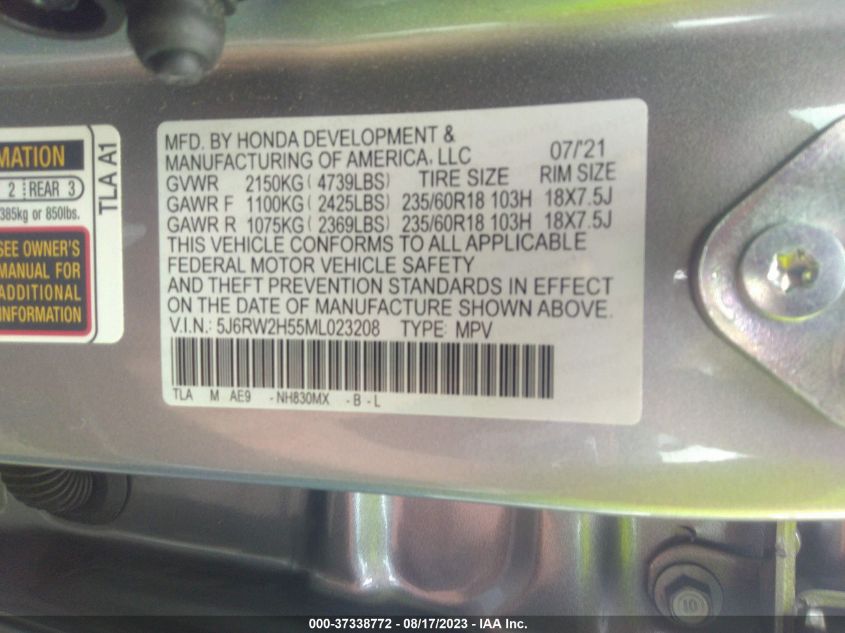 MATION
2 REAR 3
385kg or 850lbs.
SEE OWNER'S
MANUAL FOR
ADDITIONAL
INFORMATION
TLA A1
MFD. BY HONDA DEVELOPMENT &
MANUFACTURING OF AMERICA, LLC 07/'21
GVWR 2150KG (4739LBS) TIRE SIZE RIM SIZE
GAWR F 1100KG (2425LBS) 235/60R18 103H 18X7.5J
GAWR R 1075KG (2369LBS) 235/60R18 103H 18X7.5J
THIS VEHICLE CONFORMS TO ALL APPLICABLE
FEDERAL MOTOR VEHICLE SAFETY
AND THEFT PREVENTION STANDARDS IN EFFECT
ON THE DATE OF MANUFACTURE SHOWN ABOVE.
V.I.N.: 5J6RW2H55ML023208 TYPE: MPV
TLA M AE9 -NH830MX -B-L
10
000-37338772 - 08/17/2023 - IAA Inc.